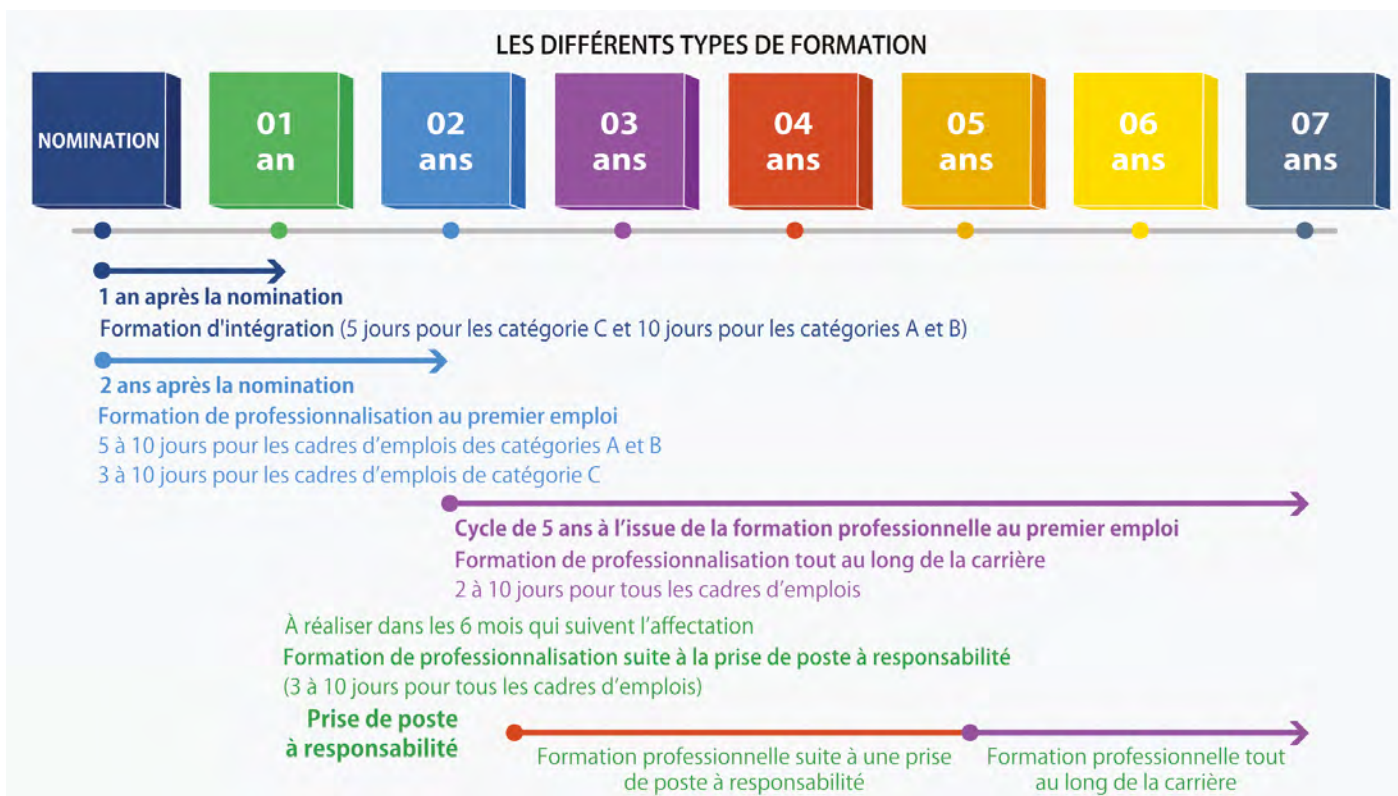 LES DIFFÉRENTS TYPES DE FORMATION
NOMINATION
01
an
02
ans
03
ans
04
ans
05
ans
06
ans
07
ans
1 an après la nomination
Formation d'intégration (5 jours pour les catégorie C et 10 jours pour les catégories A et B)
2 ans après la nomination
Formation de professionnalisation au premier emploi
5 à 10 jours pour les cadres d’emplois des catégories A et B
3 à 10 jours pour les cadres d’emplois de catégorie C
Cycle de 5 ans à l’issue de la formation professionnelle au premier emploi
Formation de professionnalisation tout au long de la carrière
2 à 10 jours pour tous les cadres d’emplois
À réaliser dans les 6 mois qui suivent l’affectation
Formation de professionnalisation suite à la prise de poste à responsabilité
(3 à 10 jours pour tous les cadres d’emplois)
Prise de poste
à responsabilité
Formation professionnelle suite à une prise
de poste à responsabilité
Formation professionnelle tout
au long de la carrière